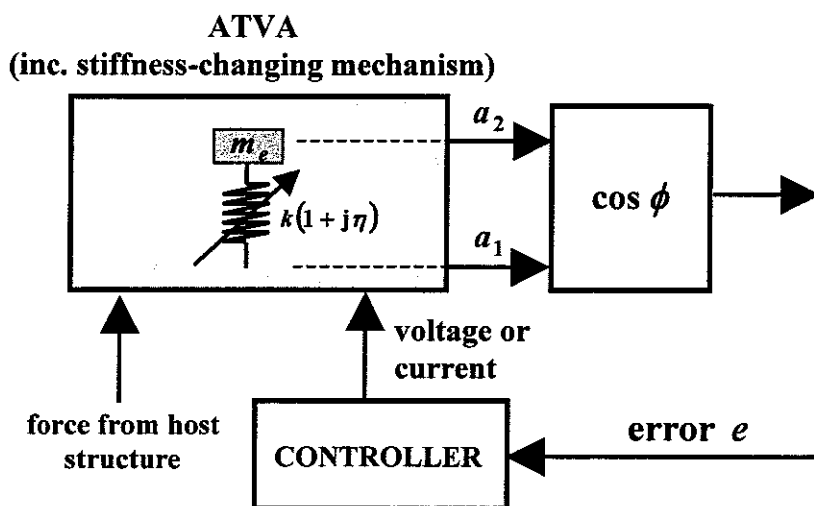 ATVA
(inc. stiffness-changing mechanism)
m_e
k(1 + jη)
a_2
a_1
cos ϕ
voltage or
current
force from host
structure
CONTROLLER
error e